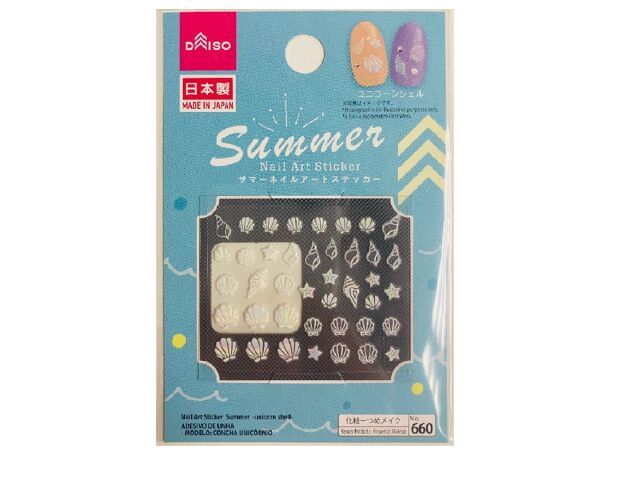 DAISO
日本製
MADE IN JAPAN
ユニコーンシェル
Summer
Nail Art Sticker
サマーネイルアートステッカー
Nail Art Sticker Summer -unicorn shell-
ADESIVO DE UNHA
- MODELO: CONCHA UNICÓRNIO
化粧－つめメイク
No.
660